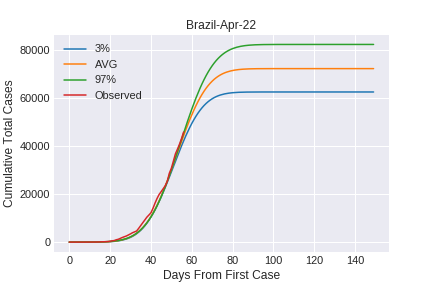 Brazil-Apr-22
3%
AVG
97%
Observed
80000
60000
40000
20000
0
Cumulative Total Cases
0 20 40 60 80 100 120 140
Days From First Case